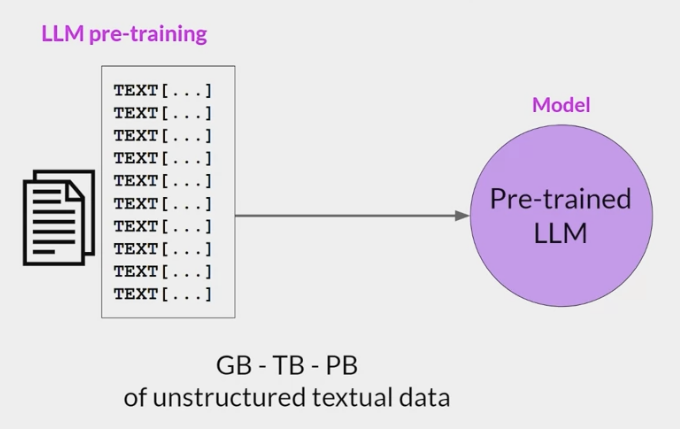 LLM pre-training
TEXT[...]
TEXT[...]
TEXT[...]
TEXT[...]
TEXT[...]
TEXT[...]
TEXT[...]
TEXT[...]
TEXT[...]
TEXT[...]
Model
Pre-trained
LLM
GB - TB - PB
of unstructured textual data